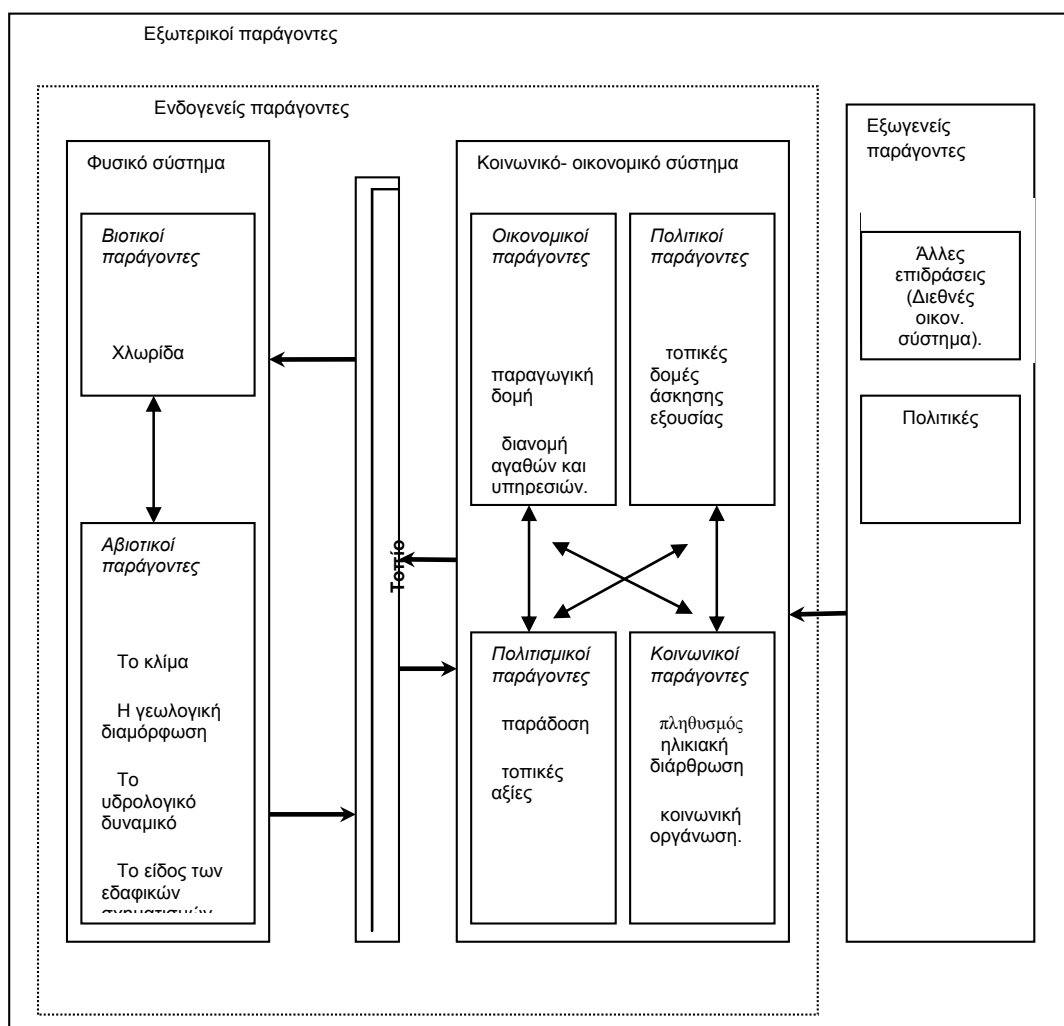 Εξωτερικοί παράγοντες
Ενδογενείς παράγοντες
Φυσικό σύστημα
Βιοτικοί
παράγοντες
Χλωρίδα
Αβιοτικοί
παράγοντες
Το κλίμα
Η γεωλογική
διαμόρφωση
Το
υδρολογικό
δυναμικό
Το είδος των
εδαφικών
σχηματισμών
Τοπίο
Κοινωνικό- οικονομικό σύστημα
Οικονομικοί
παράγοντες
παραγωγική
δομή
διανομή
αγαθών και
υπηρεσιών.
Πολιτικοί
παράγοντες
τοπικές
δομές
άσκησης
εξουσίας
Πολιτισμικοί
παράγοντες
παράδοση
τοπικές
αξίες
Κοινωνικοί
παράγοντες
πληθυσμός
ηλικιακή
διάρθρωση
κοινωνική
οργάνωση.
Εξωγενείς
παράγοντες
Άλλες
επιδράσεις
(Διεθνές
οικον.
σύστημα).
Πολιτικές